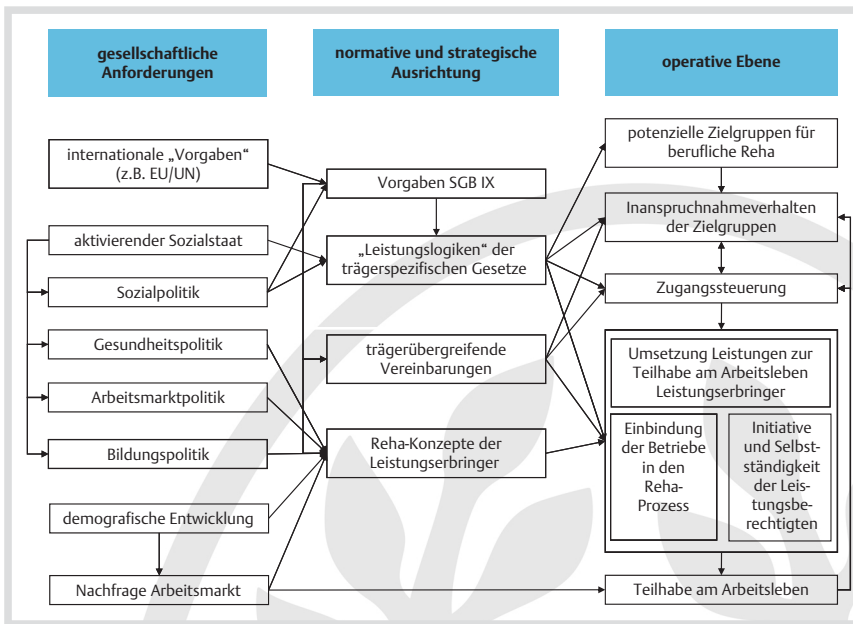 gesellschaftliche
Anforderungen
normative und strategische
Ausrichtung
operative Ebene
internationale „Vorgaben“
(z.B. EU/UN)
aktivierender Sozialstaat
Sozialpolitik
Gesundheitspolitik
Arbeitsmarktpolitik
Bildungspolitik
demografische Entwicklung
Nachfrage Arbeitsmarkt
Vorgaben SGB IX
„Leistungslogiken“ der
trägerspezifischen Gesetze
trägerübergreifende
Vereinbarungen
Reha-Konzepte der
Leistungserbringer
potenzielle Zielgruppen für
berufliche Reha
Inanspruchnahmeverhalten
der Zielgruppen
Zugangssteuerung
Umsetzung Leistungen zur
Teilhabe am Arbeitsleben
Leistungserbringer
Einbindung
der Betriebe
in den
Reha-
Prozess
Initiative
und Selbst-
ständigkeit
der Leis-
tungsbe-
rechtigten
Teilhabe am Arbeitsleben